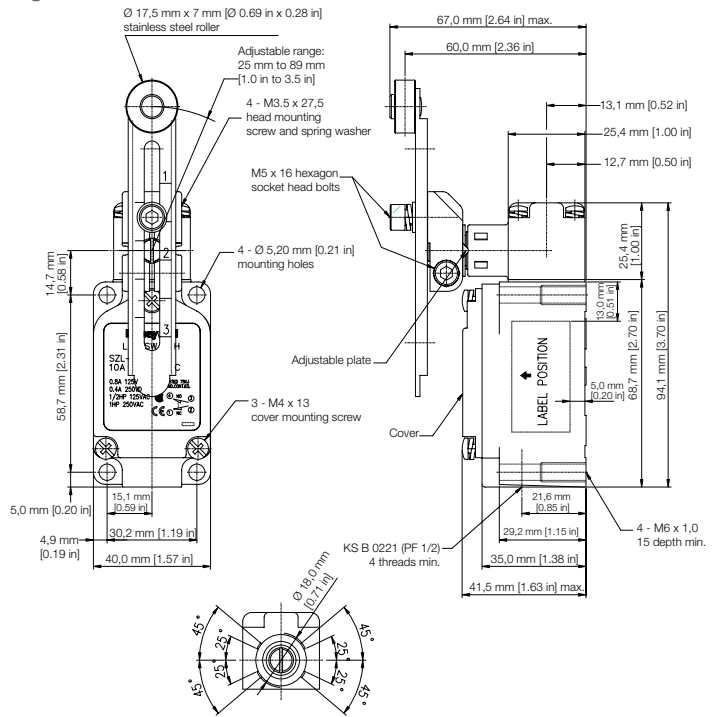 Ø 17,5 mm x 7 mm [Ø 0.69 in x 0.28 in]
stainless steel roller
Adjustable range:
25 mm to 89 mm
[1.0 in to 3.5 in]
4 - M3.5 x 27,5
head mounting
screw and spring washer
M5 x 16 hexagon
socket head bolts
4 - Ø 5,20 mm [0.21 in]
mounting holes
1
2
3
14,7 mm
[0.58 in]
58,7 mm [2.31 in]
SZL-
10A
C
0.8A 125V
0.4A 250VD
1/2HP 125VAC
1HP 250VAC
CE
3 - M4 x 13
cover mounting screw
Adjustable plate
Cover
5,0 mm [0.20 in]
15,1 mm
[0.59 in]
4,9 mm
[0.19 in]
30,2 mm [1.19 in]
40,0 mm [1.57 in]
67,0 mm [2.64 in] max.
60,0 mm [2.36 in]
13,1 mm [0.52 in]
25,4 mm [1.00 in]
12,7 mm [0.50 in]
25,4 mm
[1.00 in]
13,0 mm
[0.51 in]
68,7 mm [2.70 in]
94,1 mm [3.70 in]
LABEL POSITION
5,0 mm
[0.20 in]
21,6 mm
[0.85 in]
29,2 mm [1.15 in]
35,0 mm [1.38 in]
41,5 mm [1.63 in] max.
4 - M6 x 1,0
15 depth min.
KS B 0221 (PF 1/2)
4 threads min.
Ø 18,0 mm
[0.71 in]
45°
25°
25°
45°
45°
25°
25°
45°